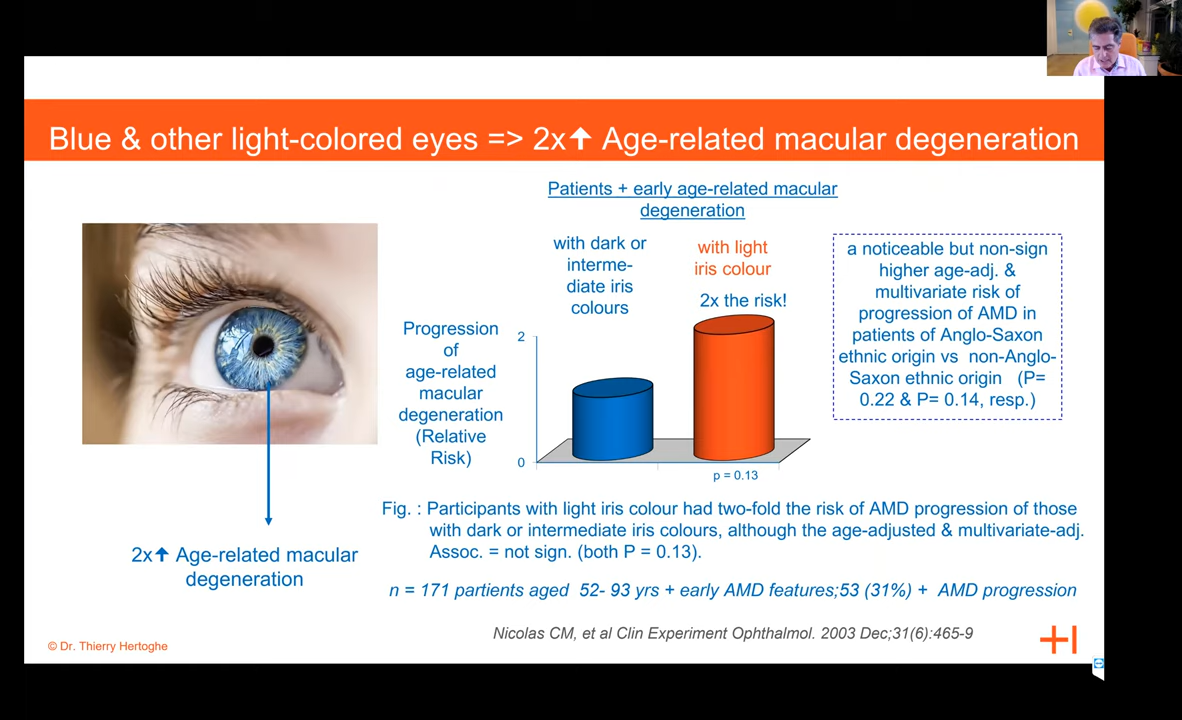 Blue & other light-colored eyes => 2x⬆ Age-related macular degeneration
Patients + early age-related macular
degeneration
with dark or
interme-
diate iris
colours
with light
iris colour
2x the risk!
Progression
of
age-related
macular
degeneration
(Relative
Risk)
2
0
p = 0.13
a noticeable but non-sign
higher age-adj. &
multivariate risk of
progression of AMD in
patients of Anglo-Saxon
ethnic origin vs non-Anglo-
Saxon ethnic origin (P=
0.22 & P= 0.14, resp.)
2x⬆ Age-related macular
degeneration
Fig. : Participants with light iris colour had two-fold the risk of AMD progression of those
with dark or intermediate iris colours, although the age-adjusted & multivariate-adj.
Assoc. = not sign. (both P = 0.13).
n = 171 partients aged 52- 93 yrs + early AMD features;53 (31%) + AMD progression
Nicolas CM, et al Clin Experiment Ophthalmol. 2003 Dec;31(6):465-9
© Dr. Thierry Hertoghe